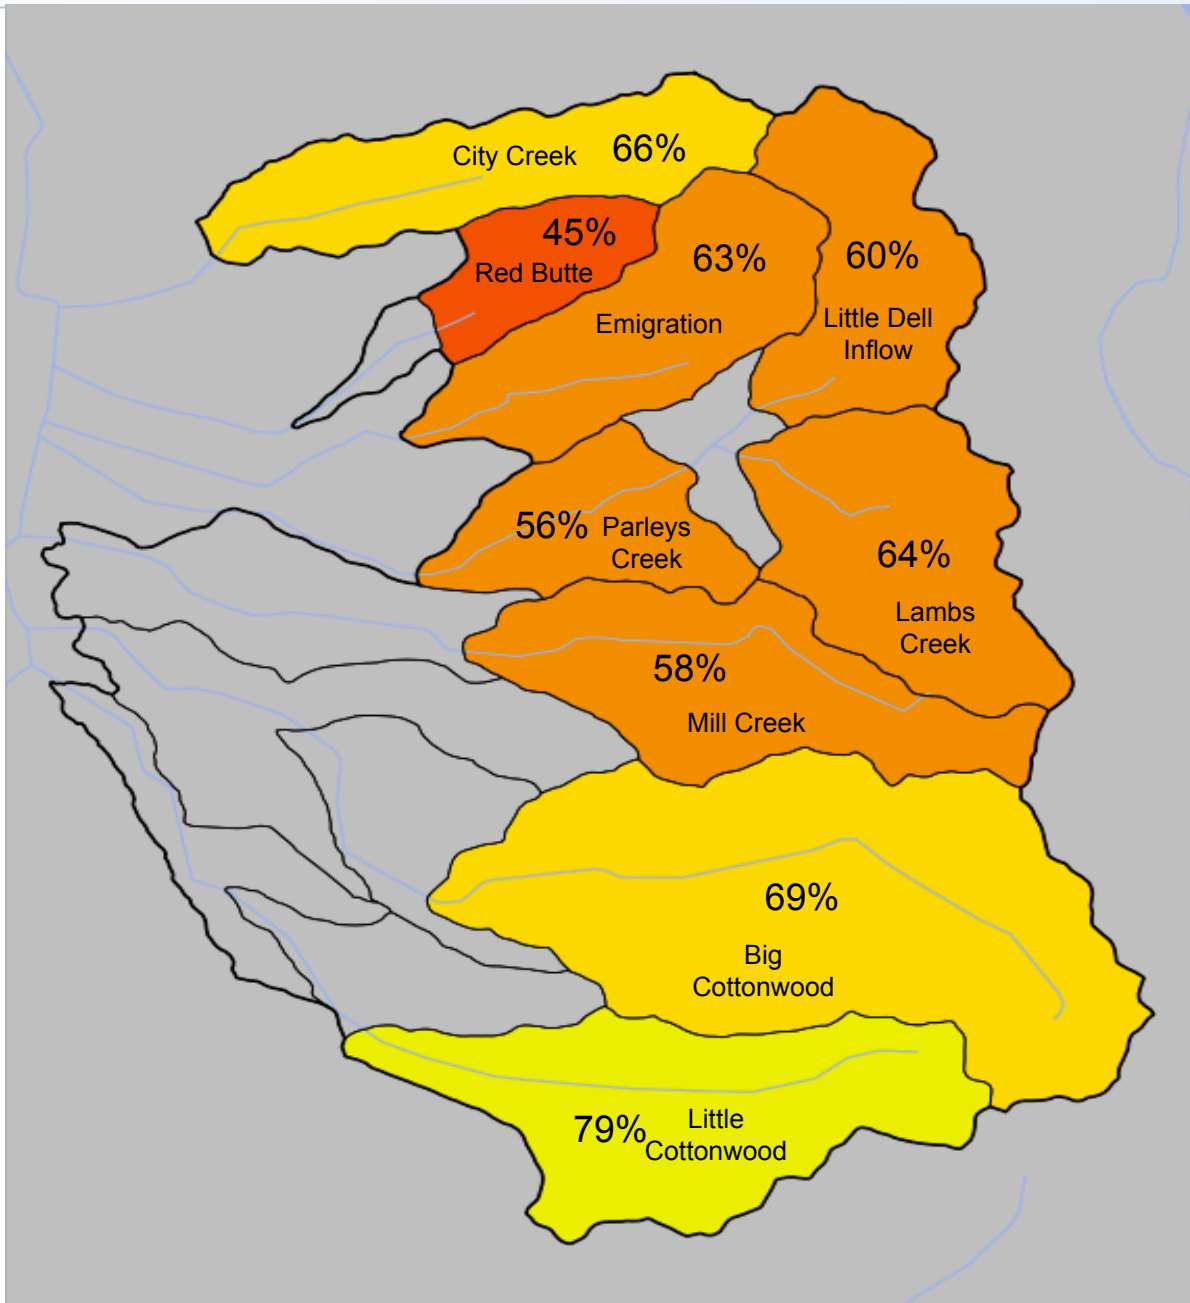 City Creek 66%
45%
Red Butte
63%
Emigration
60%
Little Dell
Inflow
56% Parleys
Creek
64%
Lambs
Creek
58%
Mill Creek
69%
Big
Cottonwood
79% Little
Cottonwood